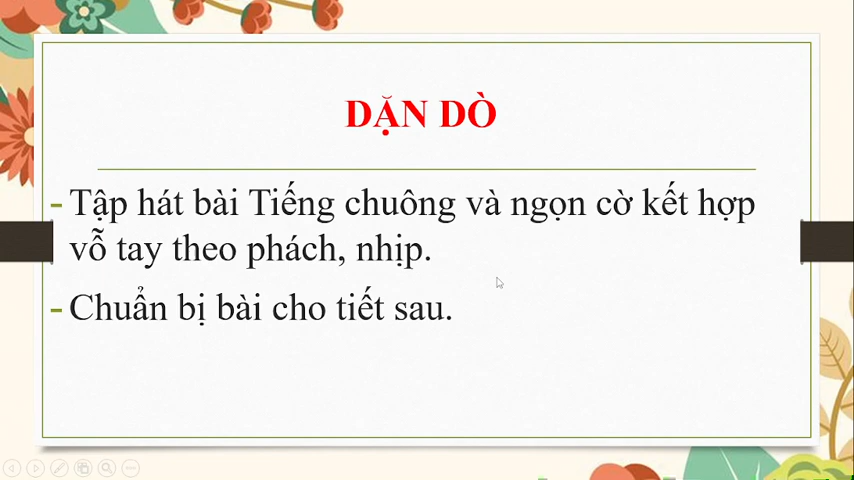 DẶN DÒ
- Tập hát bài Tiếng chuông và ngọn cờ kết hợp
vỗ tay theo phách, nhịp.
- Chuẩn bị bài cho tiết sau.